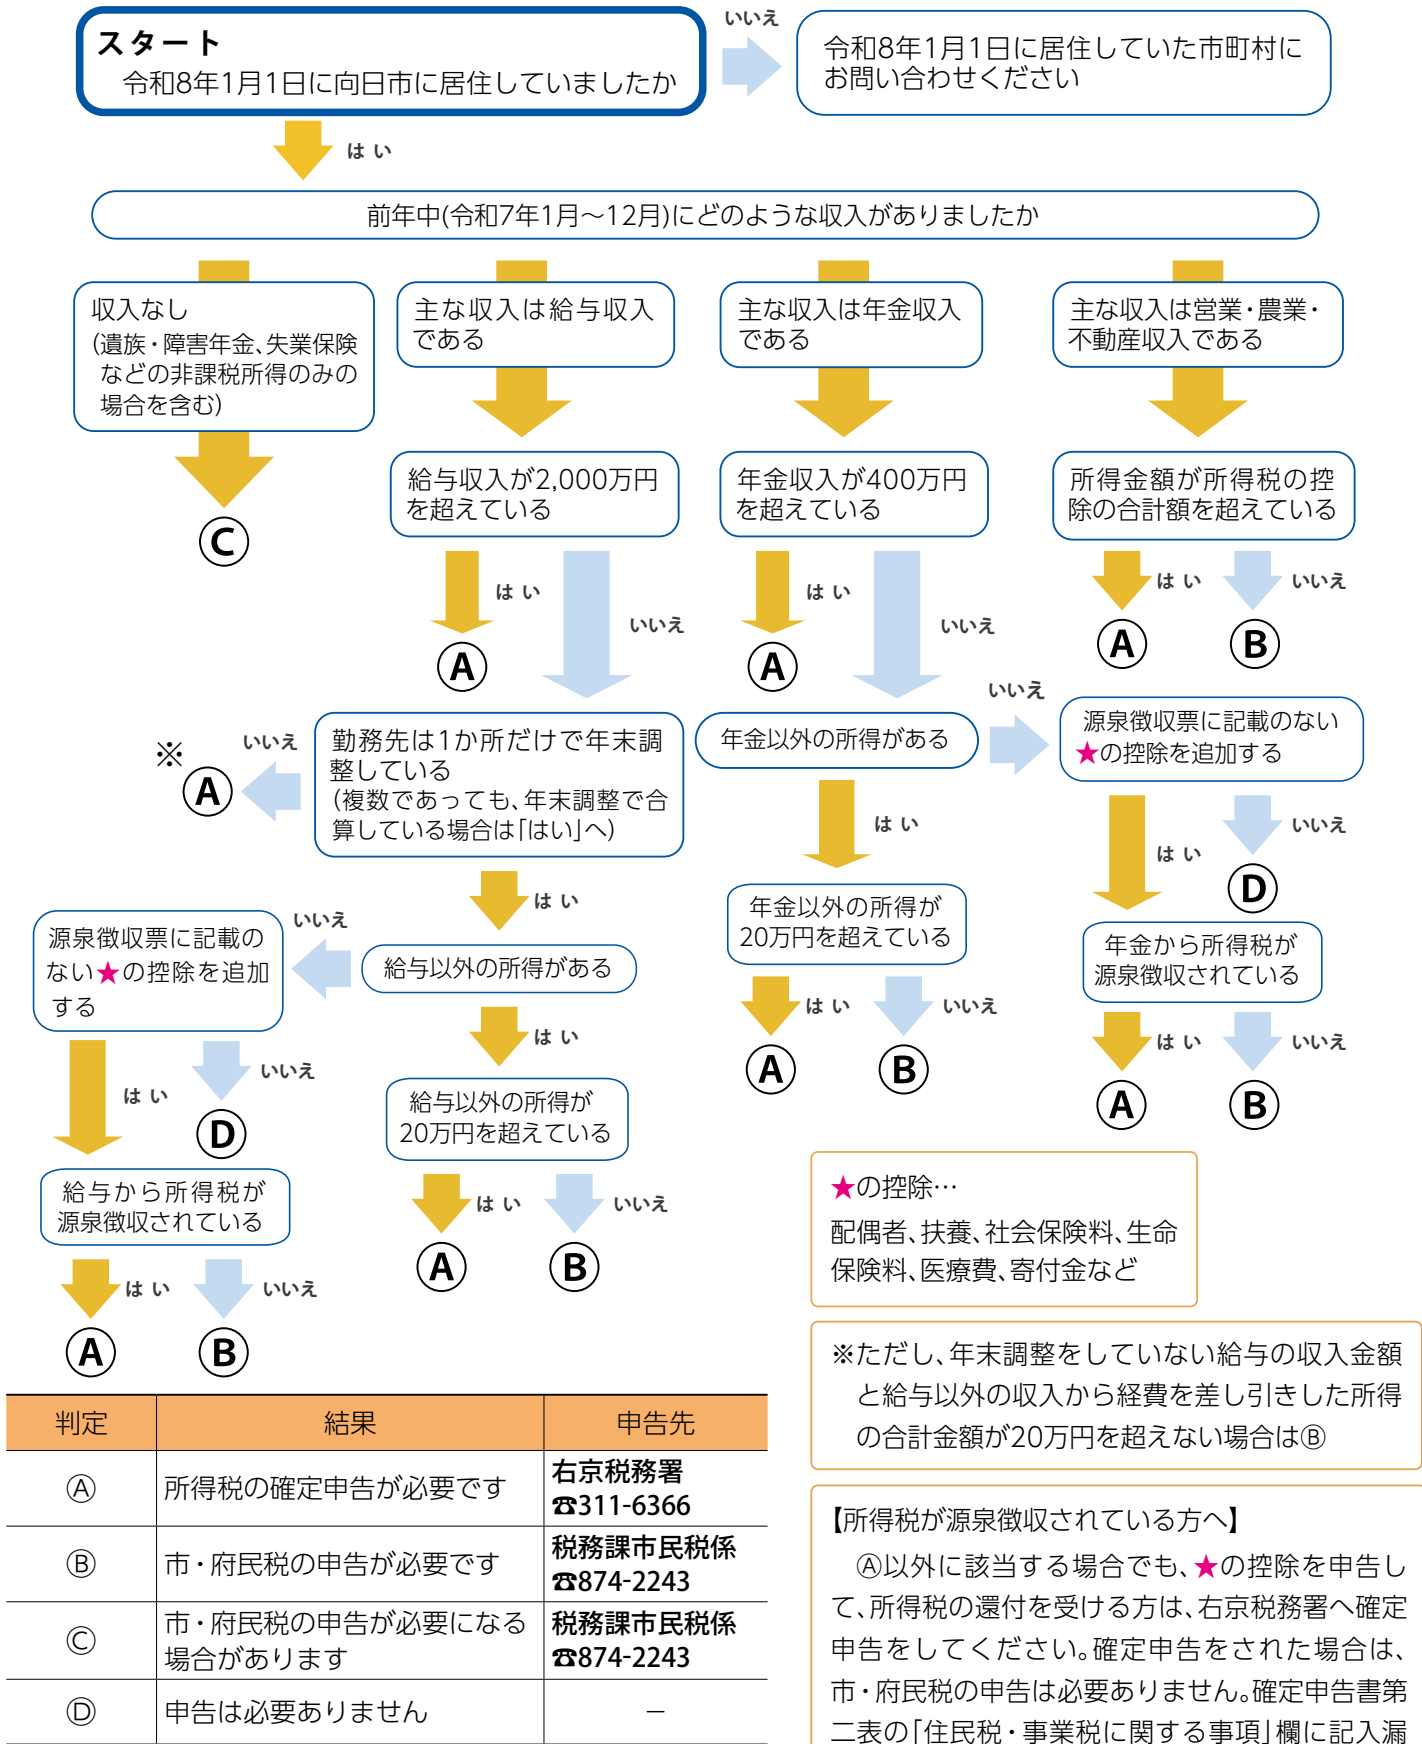 スタート
令和8年1月1日に向日市に居住していましたか
いいえ
令和8年1月1日に居住していた市町村に
お問い合わせください
はい
前年中(令和7年1月～12月)にどのような収入がありましたか
収入なし
(遺族・障害年金、失業保険
などの非課税所得のみの
場合を含む)
C
主な収入は給与収入
である
給与収入が2,000万円
を超えている
はい
A
いいえ
主な収入は年金収入
である
年金収入が400万円
を超えている
はい
A
いいえ
主な収入は営業・農業・
不動産収入である
所得金額が所得税の控
除の合計額を超えている
はい
A
いいえ
B
勤務先は1か所だけで年末調
整している
(複数であっても、年末調整で合
算している場合は「はい」へ)
いいえ
※
A
はい
給与以外の所得がある
いいえ
源泉徴収票に記載の
ない★の控除を追加
する
はい
いいえ
D
給与から所得税が
源泉徴収されている
はい
A
いいえ
B
はい
給与以外の所得が
20万円を超えている
はい
A
いいえ
B
年金以外の所得がある
はい
年金以外の所得が
20万円を超えている
はい
A
いいえ
B
いいえ
源泉徴収票に記載のない
★の控除を追加する
はい
いいえ
D
年金から所得税が
源泉徴収されている
はい
A
いいえ
B
★の控除…
配偶者、扶養、社会保険料、生命
保険料、医療費、寄付金など
※ただし、年末調整をしていない給与の収入金額
と給与以外の収入から経費を差し引きした所得
の合計金額が20万円を超えない場合はⒷ
【所得税が源泉徴収されている方へ】
Ⓐ以外に該当する場合でも、★の控除を申告し
て、所得税の還付を受ける方は、右京税務署へ確定
申告をしてください。確定申告をされた場合は、
市・府民税の申告は必要ありません。確定申告書第
二表の「住民税・事業税に関する事項」欄に記入漏
判定 結果 申告先
Ⓐ 所得税の確定申告が必要です 右京税務署
☎311-6366
Ⓑ 市・府民税の申告が必要です 税務課市民税係
☎874-2243
Ⓒ 市・府民税の申告が必要になる
場合があります 税務課市民税係
☎874-2243
Ⓓ 申告は必要ありません －